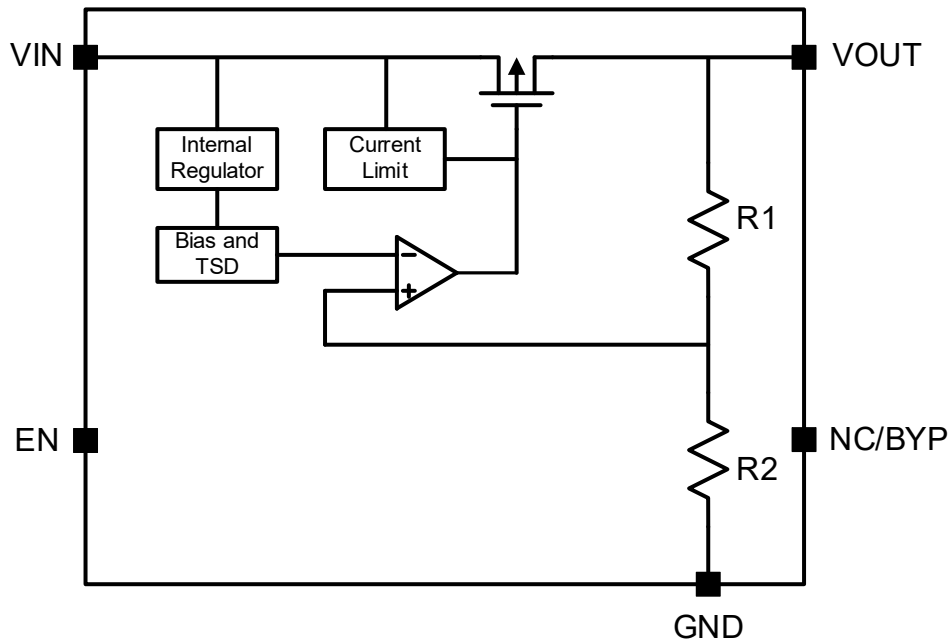 VIN
VOUT
Internal
Regulator
Current
Limit
R1
Bias and
TSD
−
+
EN
NC/BYP
R2
GND